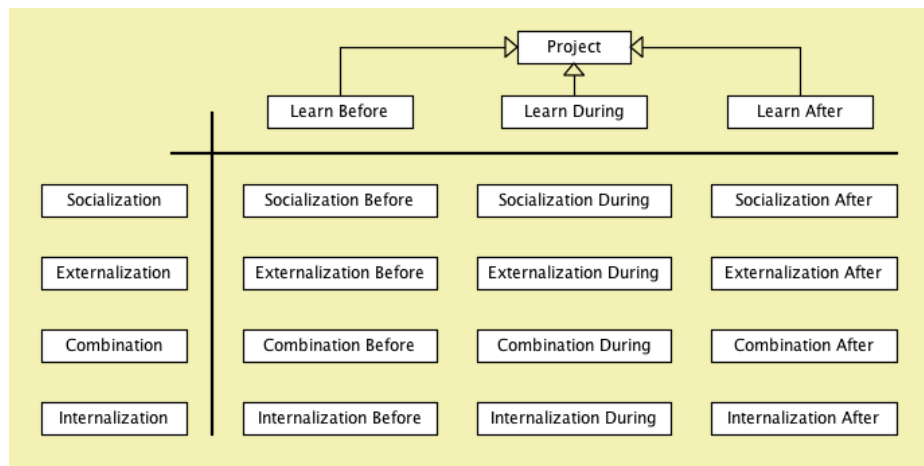 Project
Learn Before
Learn During
Learn After
Socialization
Socialization Before
Socialization During
Socialization After
Externalization
Externalization Before
Externalization During
Externalization After
Combination
Combination Before
Combination During
Combination After
Internalization
Internalization Before
Internalization During
Internalization After